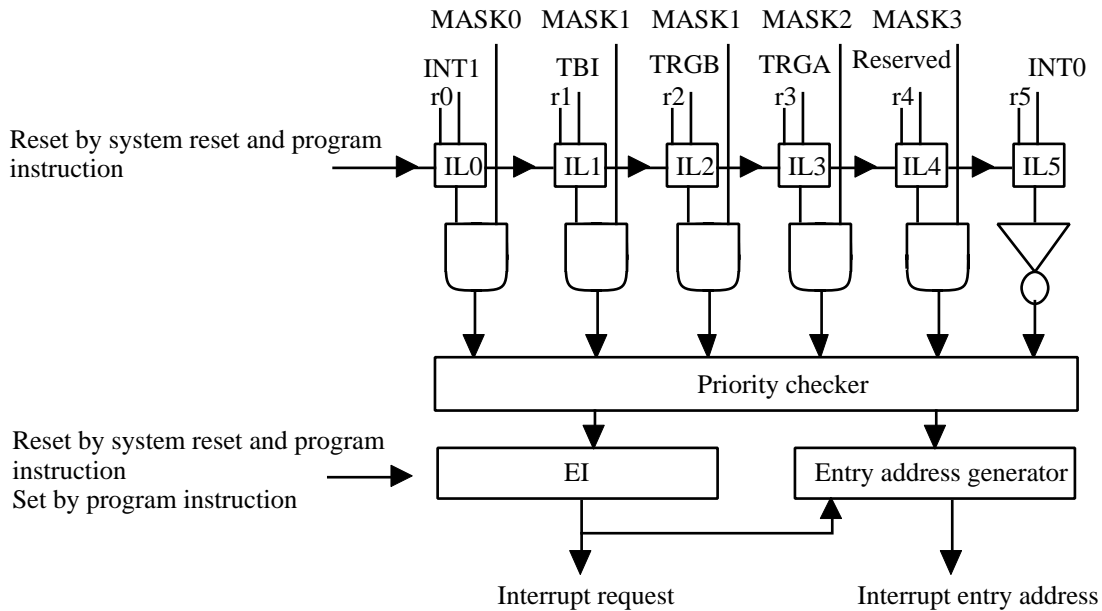 MASK0 MASK1 MASK1 MASK2 MASK3
INT1 TBI TRGB TRGA Reserved INT0
r0 r1 r2 r3 r4 r5
Reset by system reset and program
instruction
IL0 IL1 IL2 IL3 IL4 IL5
Priority checker
Reset by system reset and program
instruction
Set by program instruction
EI
Entry address generator
Interrupt request
Interrupt entry address